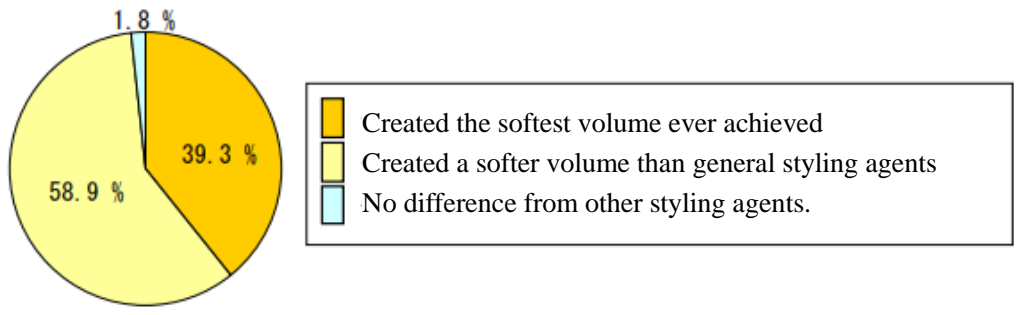 1.8 %
39.3 %
58.9 %
Created the softest volume ever achieved
Created a softer volume than general styling agents
No difference from other styling agents.